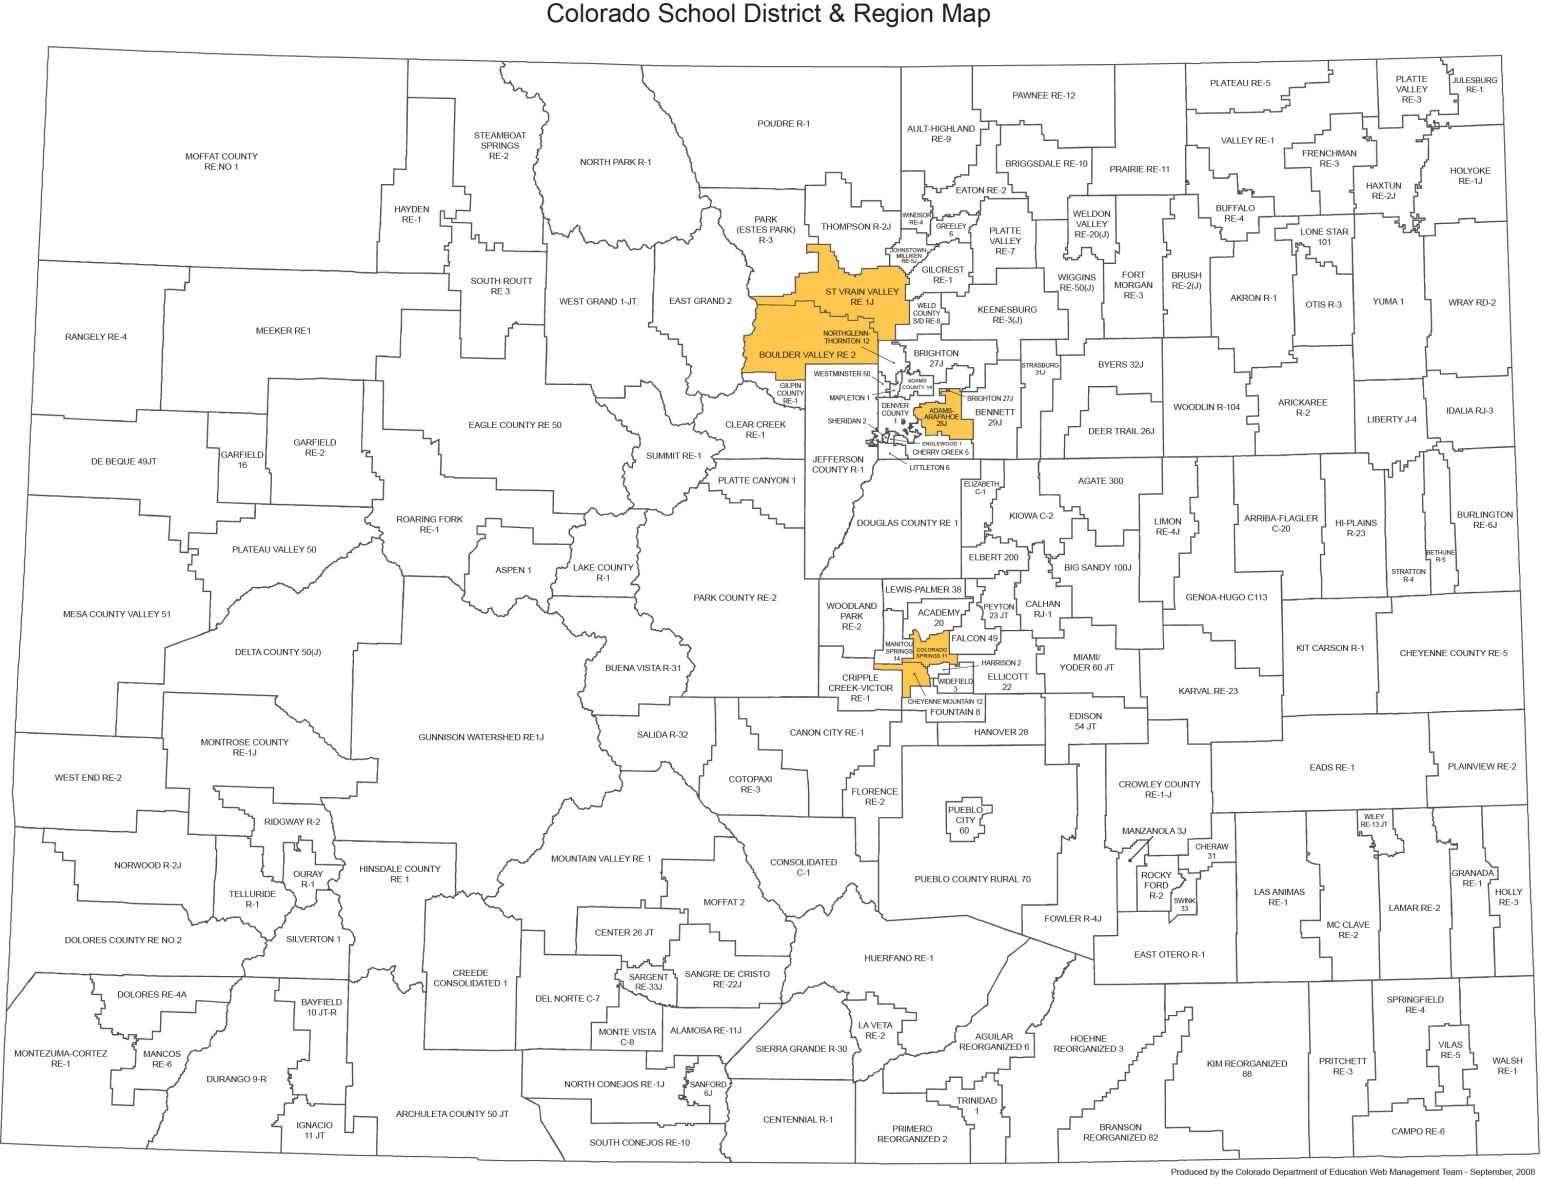 Colorado School District & Region Map
MOFFAT COUNTY
RE:NO 1
HAYDEN
RE-1
STEAMBOAT
SPRINGS
RE-2
NORTH PARK R-1
POUDRE R-1
AULT-HIGHLAND
RE-9
PAWNEE RE-12
BRIGGSDALE RE-10
PRAIRIE RE-11
PLATEAU RE-5
VALLEY RE-1
FRENCHMAN
RE-3
PLATTE
VALLEY
RE-3
JULESBURG
RE-1
HAXTUN
RE-2J
HOLYOKE
RE-1J
BUFFALO
RE-4
LONE STAR
101
EATON RE-2
WINDSOR
RE-4
GREELEY
6
PLATTE
VALLEY
RE-7
WELDON
VALLEY
RE-20(J)
PARK
(ESTES PARK)
R-3
THOMPSON R-2J
JOHNSTOWN-
MILLIKEN
RE-5J
GILCREST
RE-1
WIGGINS
RE-50(J)
FORT
MORGAN
RE-3
BRUSH
RE-2(J)
AKRON R-1
OTIS R-3
YUMA 1
WRAY RD-2
SOUTH ROUTT
RE 3
WEST GRAND 1-JT.
EAST GRAND 2
ST VRAIN VALLEY
RE 1J
WELD
COUNTY
S/D RE-8
KEENESBURG
RE-3(J)
RANGELY RE-4
MEEKER RE1
NORTHGLENN-
THORNTON 12
BOULDER VALLEY RE 2
BRIGHTON
27J
STRASBURG
31J
BYERS 32J
WESTMINSTER 50
ADAMS
COUNTY 14
MAPLETON 1
BRIGHTON 27J
GILPIN
COUNTY
RE-1
DENVER
COUNTY
1
ADAMS-
ARAPAHOE
28J
BENNETT
29J
SHERIDAN 2
ENGLEWOOD 1
CHERRY CREEK 5
LITTLETON 6
DEER TRAIL 26J
WOODLIN R-104
ARICKAREE
R-2
LIBERTY J-4
IDALIA RJ-3
CLEAR CREEK
RE-1
JEFFERSON
COUNTY R-1
EAGLE COUNTY RE 50
SUMMIT RE-1
PLATTE CANYON 1
DE BEQUE 49JT
GARFIELD
16
GARFIELD
RE-2
ROARING FORK
RE-1
ASPEN 1
LAKE COUNTY
R-1
PLATEAU VALLEY 50
MESA COUNTY VALLEY 51
DELTA COUNTY 50(J)
PARK COUNTY RE-2
DOUGLAS COUNTY RE 1
ELIZABETH
C-1
KIOWA C-2
AGATE 300
ELBERT 200
BIG SANDY 100J
LIMON
RE-4J
ARRIBA-FLAGLER
C-20
HI-PLAINS
R-23
STRATTON
R-4
BETHUNE
R-5
BURLINGTON
RE-6J
GENOA-HUGO C113
LEWIS-PALMER 38
WOODLAND
PARK
RE-2
ACADEMY
20
PEYTON
23 JT
CALHAN
RJ-1
MANITOU
SPRINGS
14
COLORADO
SPRINGS 11
FALCON 49
HARRISON 2
WIDEFIELD
3
ELLICOTT
22
MIAMI/
YODER 60 JT
CHEYENNE MOUNTAIN 12
FOUNTAIN 8
HANOVER 28
EDISON
54 JT
KARVAL RE-23
KIT CARSON R-1
CHEYENNE COUNTY RE-5
BUENA VISTA R-31
CRIPPLE
CREEK-VICTOR
RE-1
GUNNISON WATERSHED RE1J
SALIDA R-32
CANON CITY RE-1
COTOPAXI
RE-3
FLORENCE
RE-2
MONTROSE COUNTY
RE-1J
WEST END RE-2
RIDGWAY R-2
NORWOOD R-2J
TELLURIDE
R-1
OURAY
R-1
HINSDALE COUNTY
RE 1
MOUNTAIN VALLEY RE 1
CONSOLIDATED
C-1
PUEBLO
CITY
60
PUEBLO COUNTY RURAL 70
CROWLEY COUNTY
RE-1-J
MANZANOLA 3J
ROCKY
FORD
R-2
CHERAW
31
SWINK
33
FOWLER R-4J
EAST OTERO R-1
EADS RE-1
PLAINVIEW RE-2
WILEY
RE-13 JT
LAS ANIMAS
RE-1
MC CLAVE
RE-2
LAMAR RE-2
GRANADA
RE-1
HOLLY
RE-3
DOLORES COUNTY RE NO.2
SILVERTON 1
CREEDE
CONSOLIDATED 1
MOFFAT 2
CENTER 26 JT
SARGENT
RE-33J
SANGRE DE CRISTO
RE-22J
HUERFANO RE-1
DEL NORTE C-7
MONTE VISTA
C-8
ALAMOSA RE-11J
SIERRA GRANDE R-30
LA VETA
RE-2
AGUILAR
REORGANIZED 6
HOEHNE
REORGANIZED 3
DOLORES RE-4A
BAYFIELD
10 JT-R
MONTEZUMA-CORTEZ
RE-1
MANCOS
RE-6
DURANGO 9-R
IGNACIO
11 JT
ARCHULETA COUNTY 50 JT
NORTH CONEJOS RE-1J
SANFORD
6J
SOUTH CONEJOS RE-10
CENTENNIAL R-1
PRIMERO
REORGANIZED 2
TRINIDAD
1
BRANSON
REORGANIZED 82
KIM REORGANIZED
88
PRITCHETT
RE-3
SPRINGFIELD
RE-4
VILAS
RE-5
WALSH
RE-1
CAMPO RE-6
Produced by the Colorado Department of Education Web Management Team - September, 2008